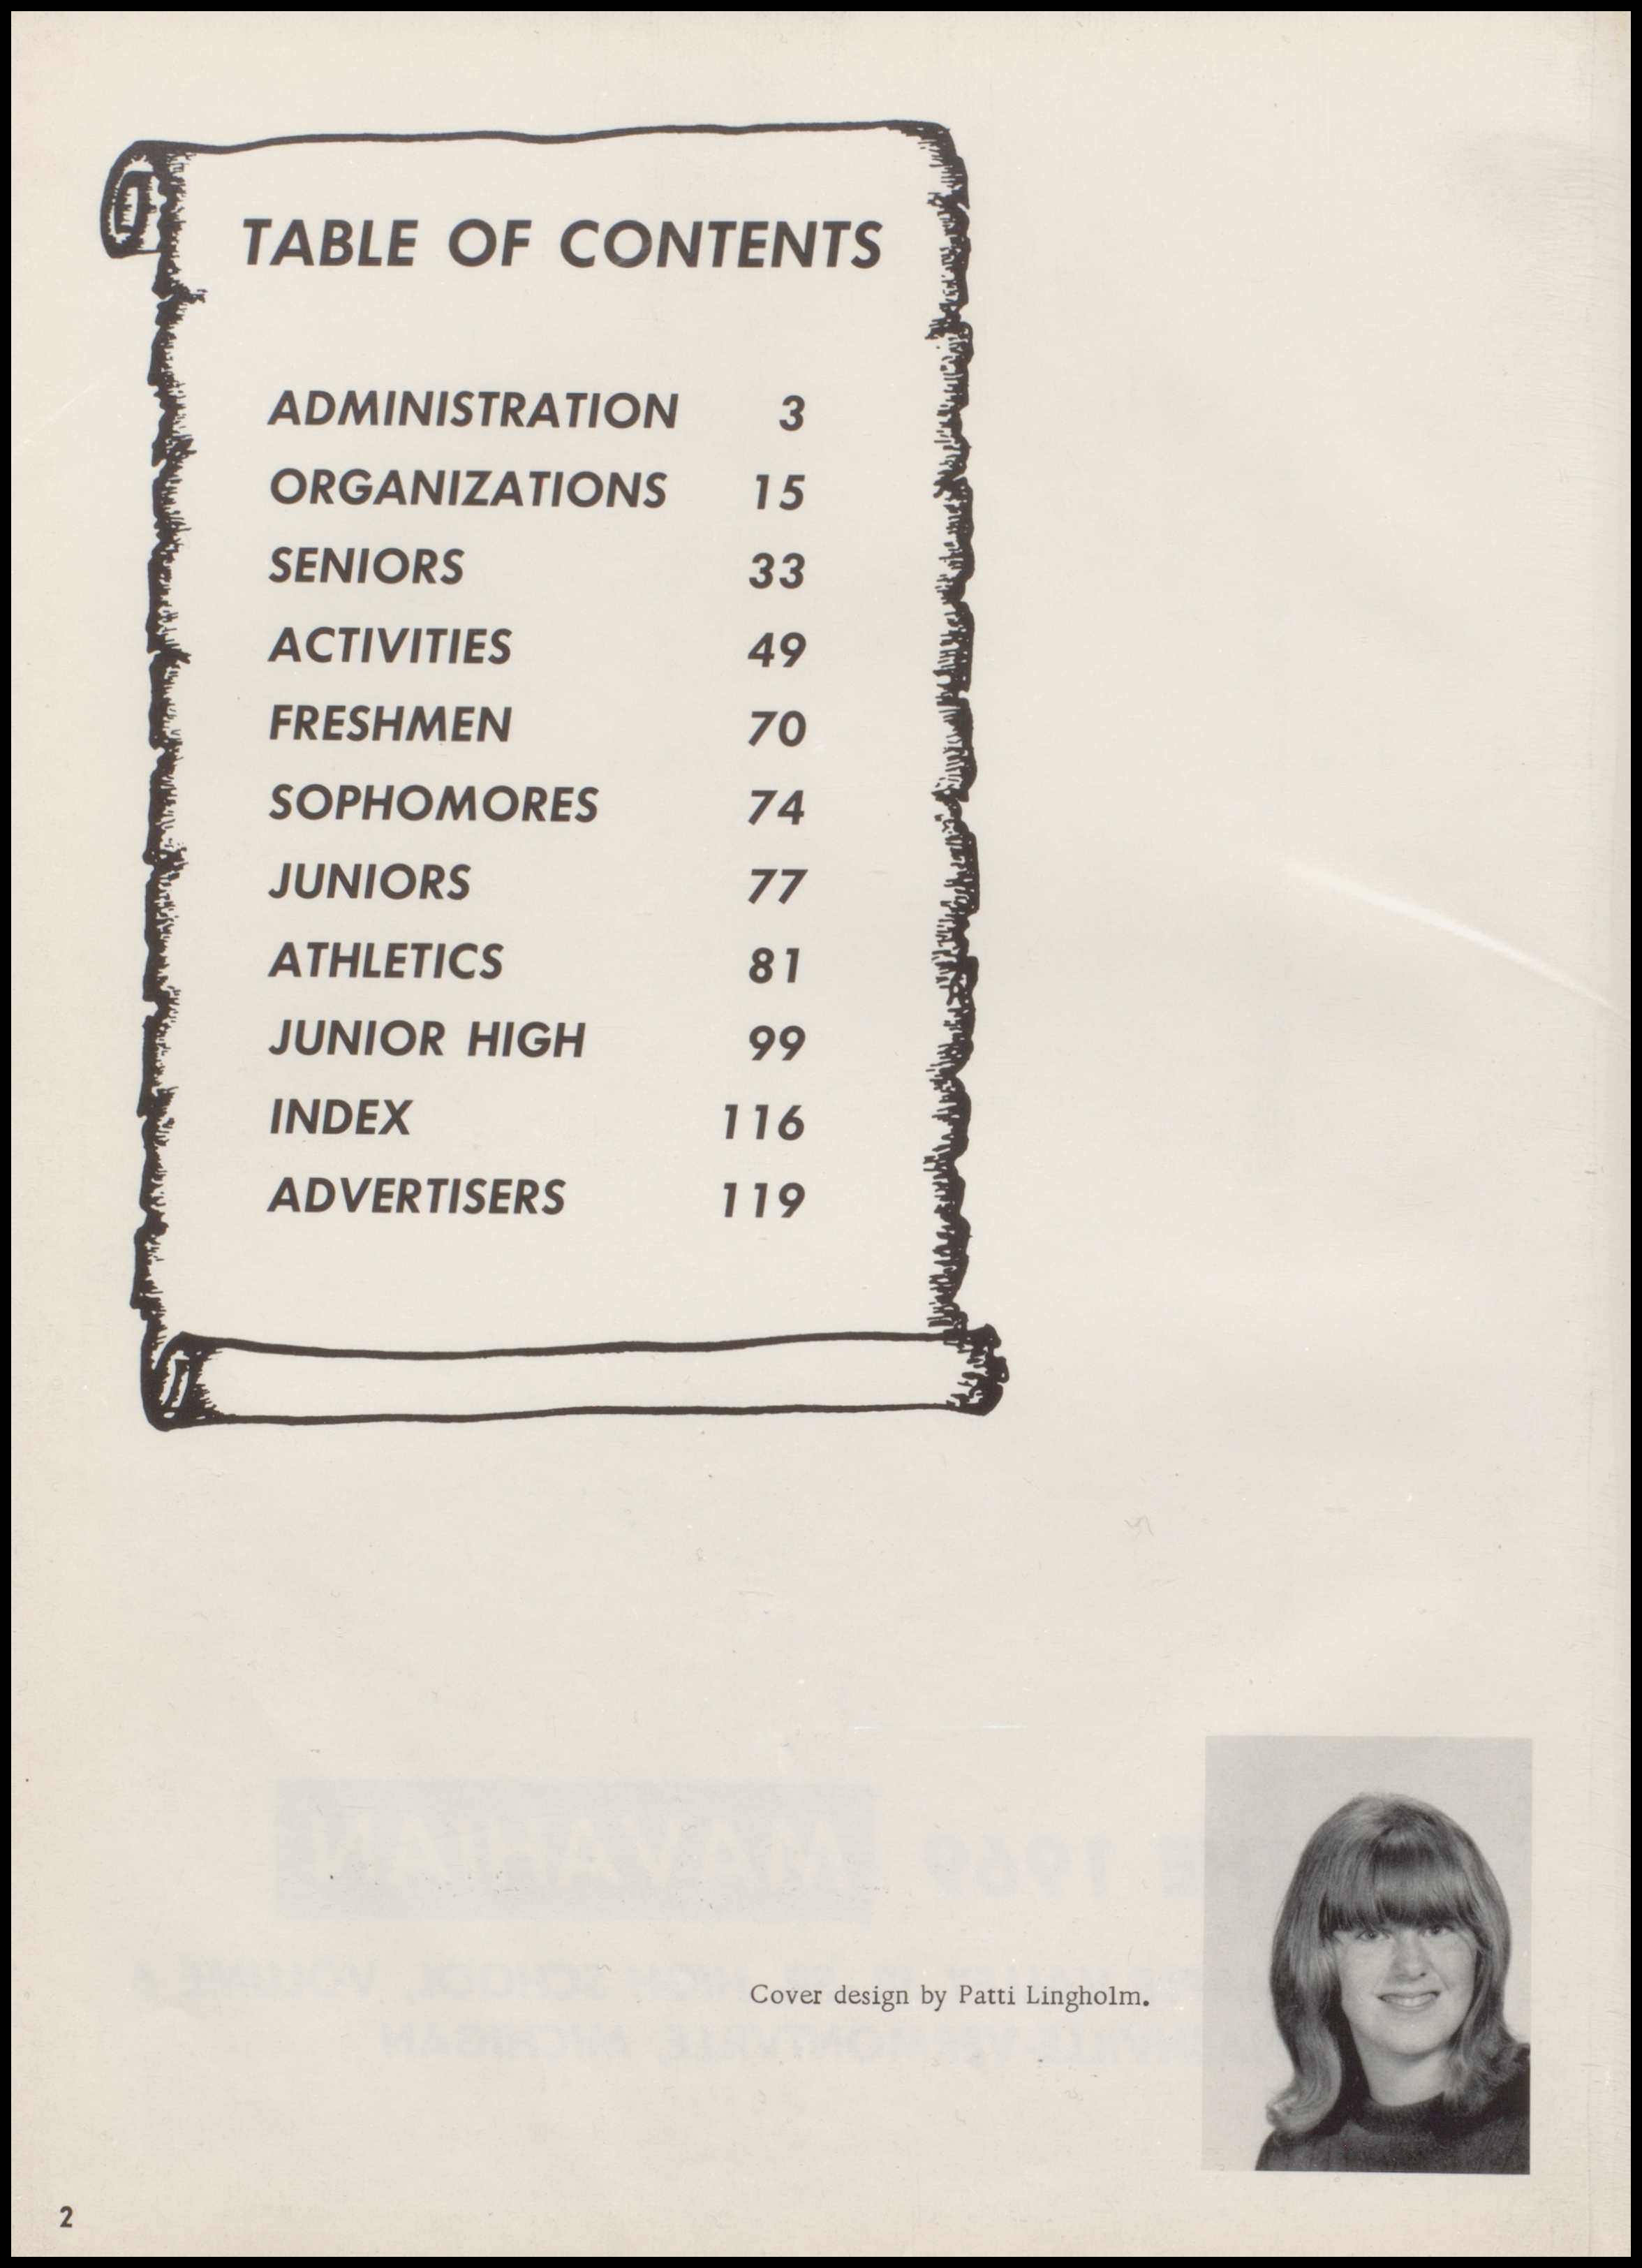 TABLE OF CONTENTS
ADMINISTRATION 3
ORGANIZATIONS 15
SENIORS 33
ACTIVITIES 49
FRESHMEN 70
SOPHOMORES 74
JUNIORS 77
ATHLETICS 81
JUNIOR HIGH 99
INDEX 116
ADVERTISERS 119
Cover design by Patti Lingholm.
2